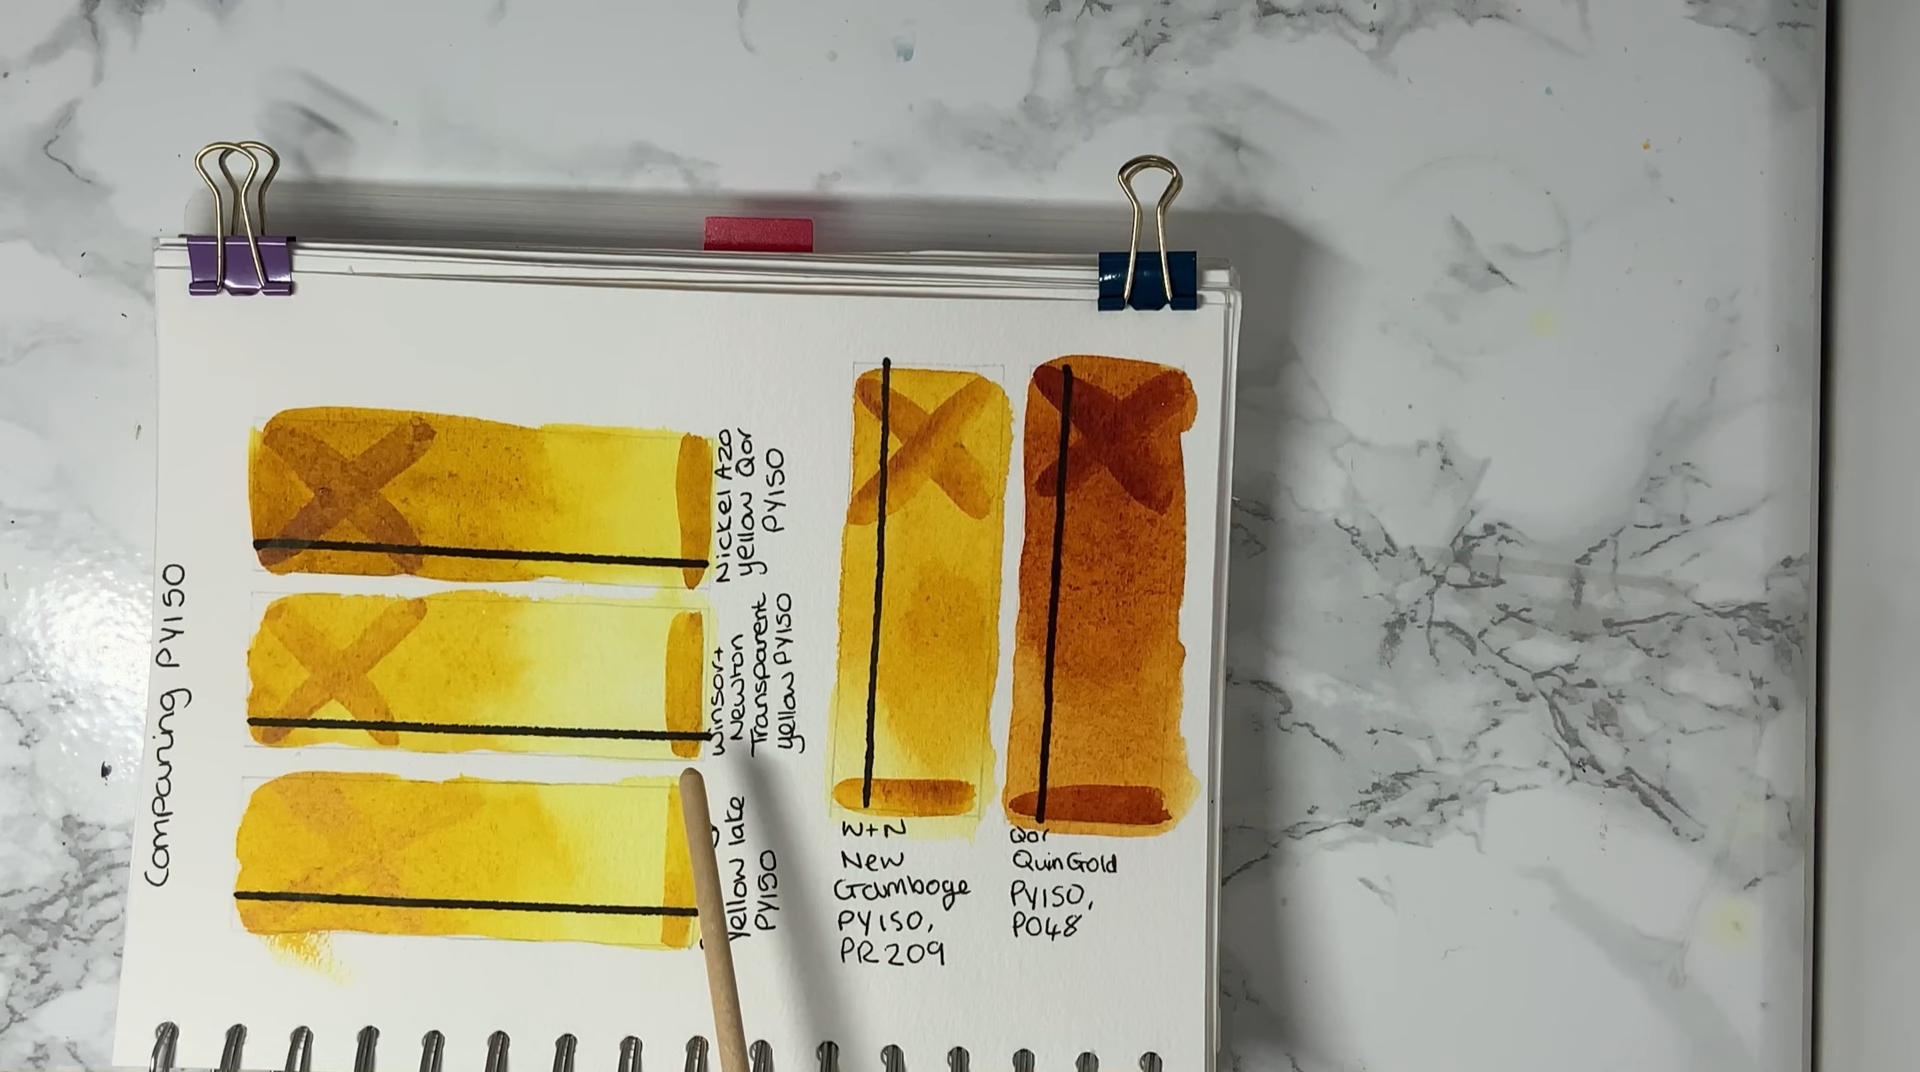 Comparing PY150
Nickel Azo
yellow Qor
PY150
Winsor+
Newton
Transparent
yellow PY150
Yellow lake
PY150
W+N
New
Gamboge
PY150,
PR209
Qor
QuinGold
PY150,
PO48